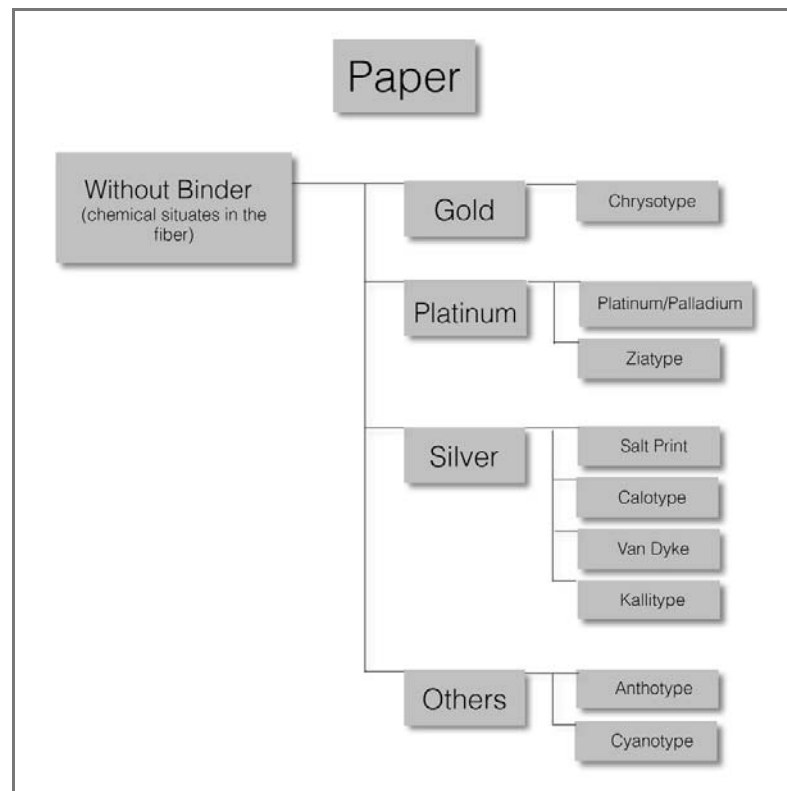 Paper
Without Binder
(chemical situates in the
fiber)
Gold
Chrysotype
Platinum
Platinum/Palladium
Ziatype
Silver
Salt Print
Calotype
Van Dyke
Kallitype
Others
Anthotype
Cyanotype